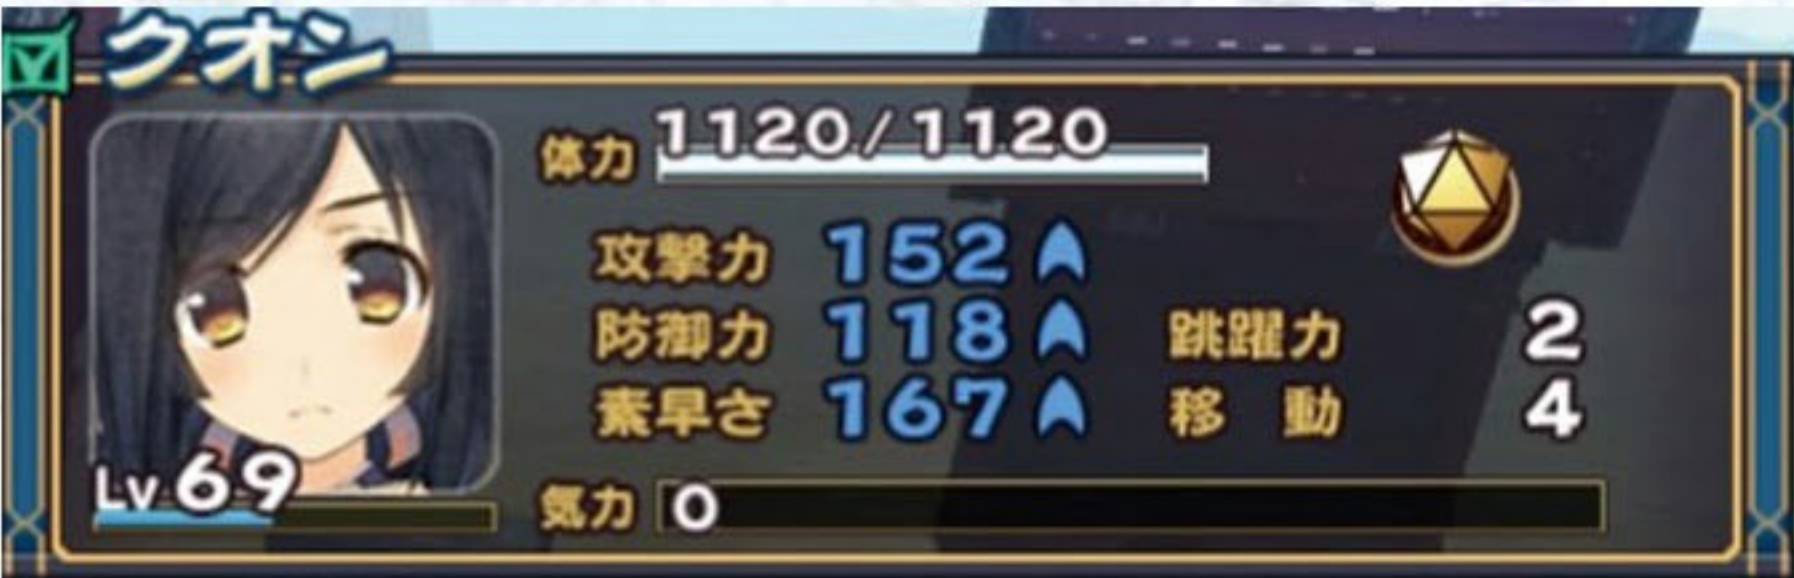 クオン
体力 1120/1120
攻撃力 152
防御力 118 跳躍力 2
素早さ 167 移 動 4
Lv 69
気力 0